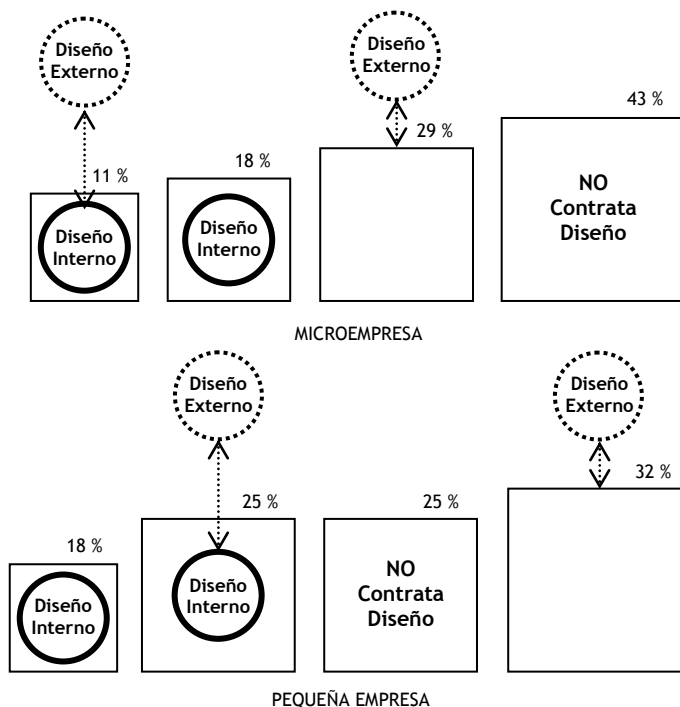 Diseño
Externo
Diseño
Externo
43 %
11 %
18 %
29 %
Diseño
Interno
Diseño
Interno
NO
Contrata
Diseño
MICROEMPRESA
Diseño
Externo
Diseño
Externo
18 %
25 %
25 %
32 %
Diseño
Interno
Diseño
Interno
NO
Contrata
Diseño
PEQUEÑA EMPRESA